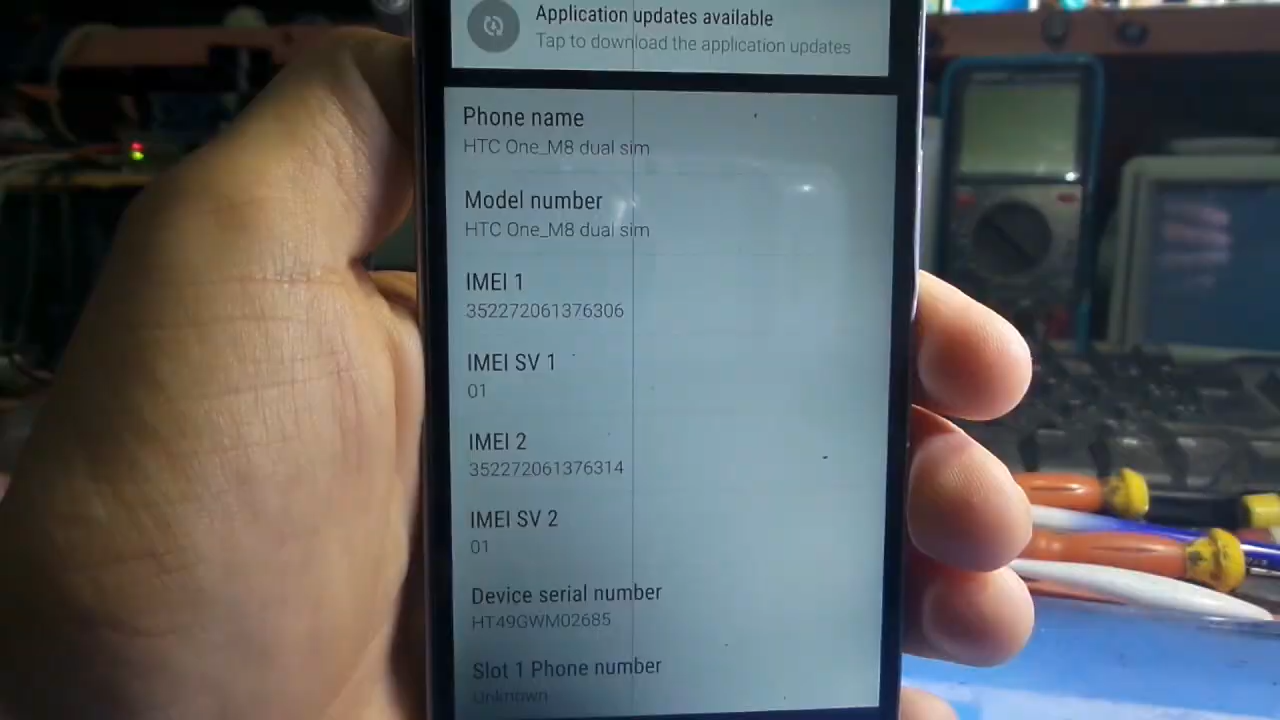 Application updates available
Tap to download the application updates
Phone name
HTC One_M8 dual sim
Model number
HTC One_M8 dual sim
IMEI 1
352272061376306
IMEI SV 1
01
IMEI 2
352272061376314
IMEI SV 2
01
Device serial number
HT49GWM02685
Slot 1 Phone number
Unknown